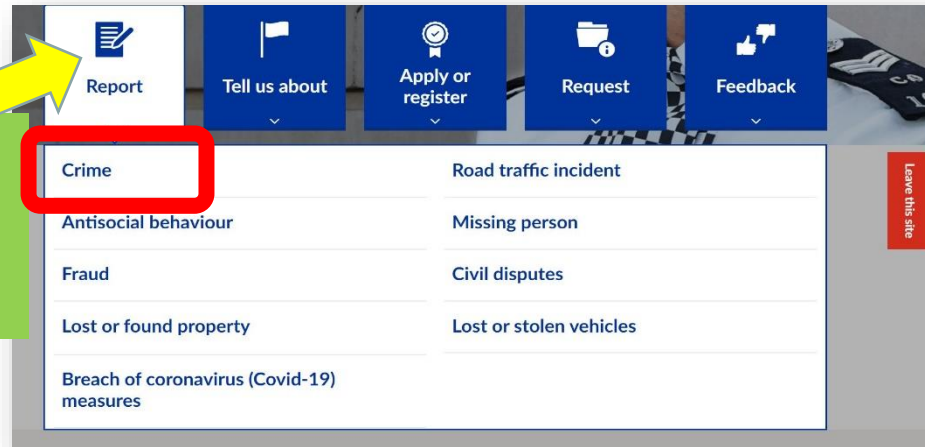 Report
Tell us about
Apply or
register
Request
Feedback
Crime
Road traffic incident
Antisocial behaviour
Missing person
Fraud
Civil disputes
Lost or found property
Lost or stolen vehicles
Breach of coronavirus (Covid-19)
measures
Leave this site